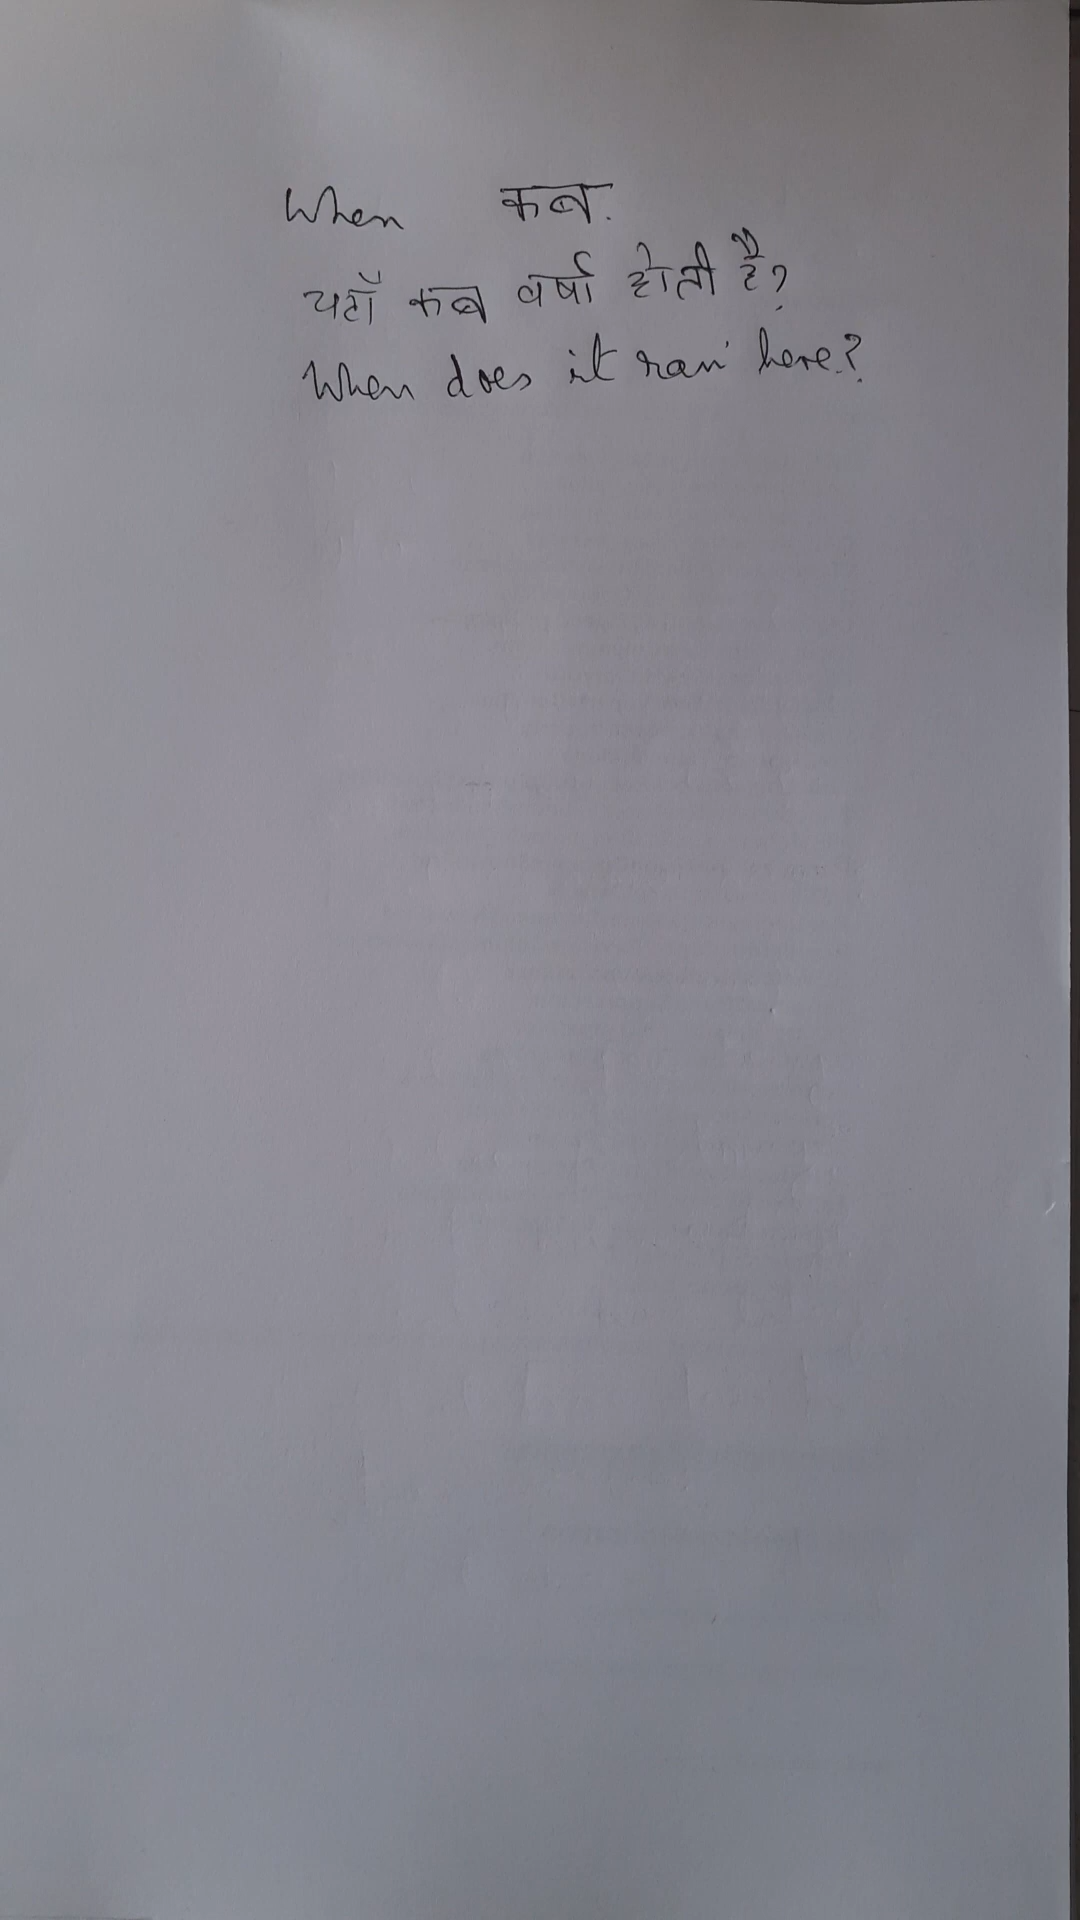 When कब.
यहाँ कब वर्षा होती है?
When does it rain here?